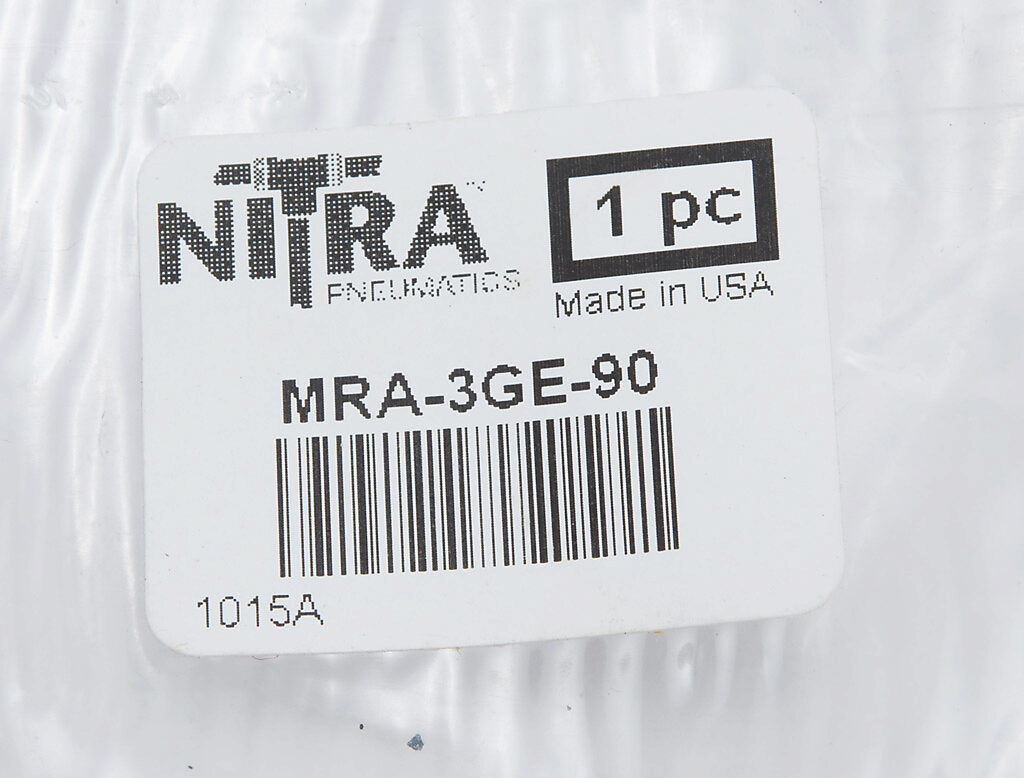 NITRA™
PNEUMATICS
1 pc
Made in USA
MRA-3GE-90
1015A